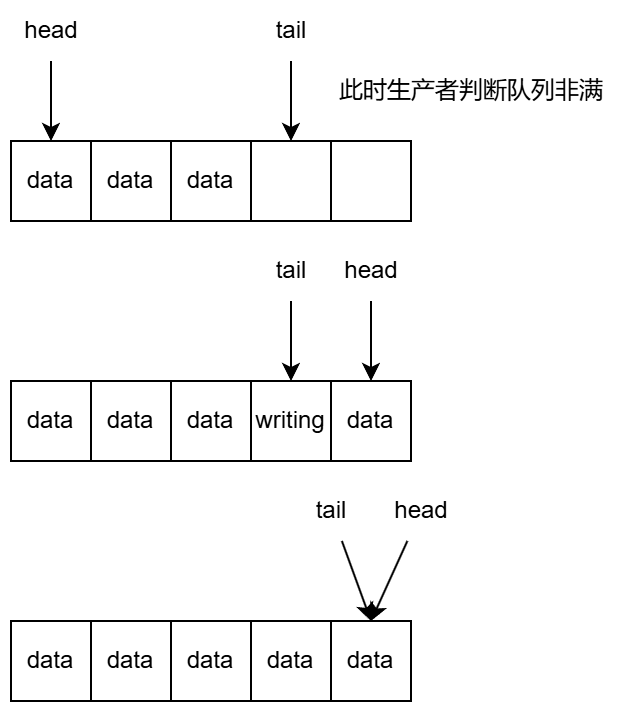 head tail
此时生产者判断队列非满
data data data
tail head
data data data writing data
tail head
data data data data data